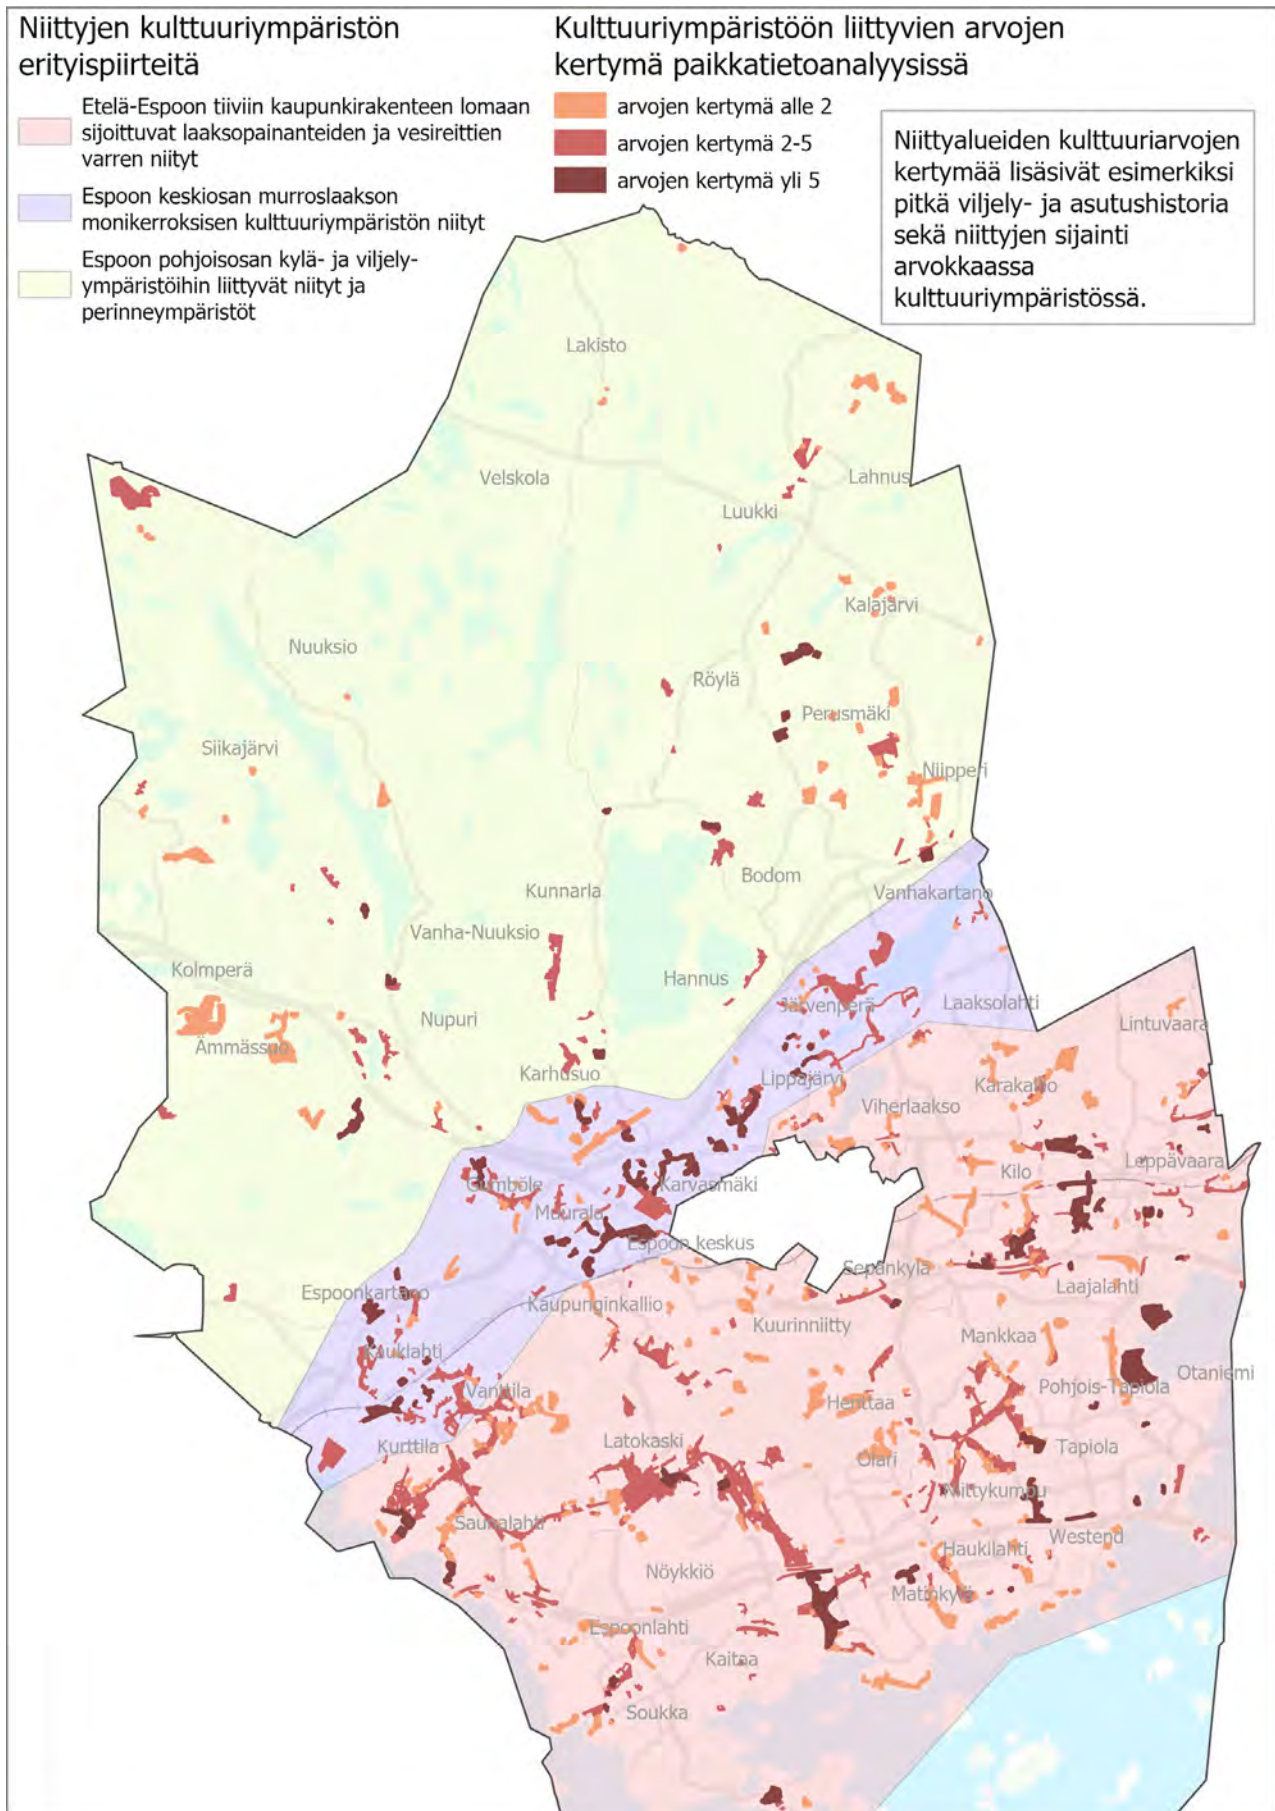 Niittyjen kulttuuriympäristön
erityispiirteitä
Etelä-Espoon tiiviin kaupunkirakenteen lomaan
sijoittuvat laaksopainanteiden ja vesireittien
varren niityt
Espoon keskiosan murroslaakson
monikerroksisen kulttuuriympäristön niityt
Espoon pohjoisosan kylä- ja viljely-
ympäristöihin liittyvät niityt ja
perinneympäristöt
Kulttuuriympäristöön liittyvien arvojen
kertymä paikkatietoanalyysissä
arvojen kertymä alle 2
arvojen kertymä 2-5
arvojen kertymä yli 5
Niittyalueiden kulttuuriarvojen
kertymää lisäsivät esimerkiksi
pitkä viljely- ja asutushistoria
sekä niittyjen sijainti
arvokkaassa
kulttuuriympäristössä.
Lakisto
Velskola
Lahnus
Luukki
Kalajärvi
Nuuksio
Röylä
Perusmäki
Siikajärvi
Niipperi
Bodom
Kunnarla
Vanhakartano
Vanha-Nuuksio
Kolmperä
Hannus
Järvenperä
Laaksolahti
Nupuri
Lintuvaara
Ämmässuo
Karhusuo
Lippajärvi
Karakallio
Viherlaakso
Leppävaara
Kilo
Gumböle
Karvasmäki
Muurala
Espoon keskus
Sepänkylä
Laajalahti
Espoonkartano
Kaupunginkallio
Kuurinniitty
Mankkaa
Kauklahti
Otaniemi
Pohjois-Tapiola
Vanttila
Henttaa
Kurttila
Latokaski
Tapiola
Olari
Niittykumpu
Saunalahti
Westend
Haukilahti
Nöykkiö
Matinkylä
Espoonlahti
Kaitaa
Soukka